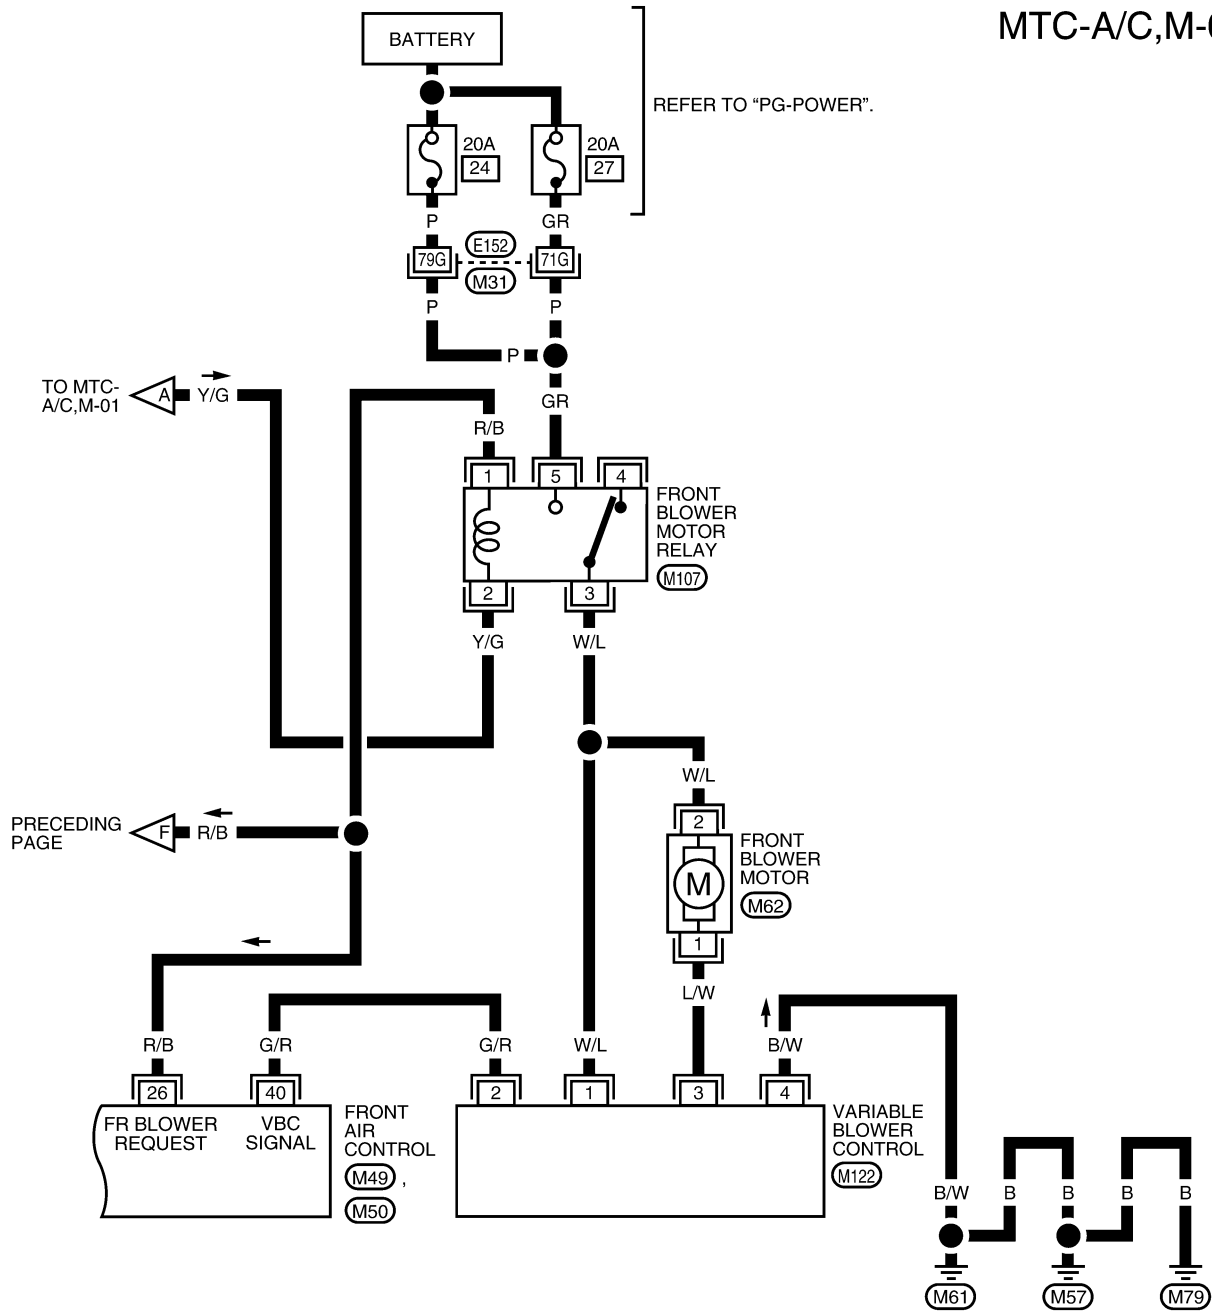 MTC-A/C,M-0
BATTERY
REFER TO “PG-POWER”.
20A
24
20A
27
P
GR
79G
E152
71G
M31
P
P
P
TO MTC-
A/C,M-01
A
Y/G
GR
R/B
1
5
4
FRONT
BLOWER
MOTOR
RELAY
M107
2
3
Y/G
W/L
W/L
PRECEDING
PAGE
F
R/B
2
FRONT
BLOWER
MOTOR
M
M62
1
L/W
R/B
G/R
G/R
W/L
B/W
26
40
2
1
3
4
FR BLOWER
REQUEST
VBC
SIGNAL
FRONT
AIR
CONTROL
M49 ,
M50
VARIABLE
BLOWER
CONTROL
M122
B/W
B
B
B
B
M61
M57
M79